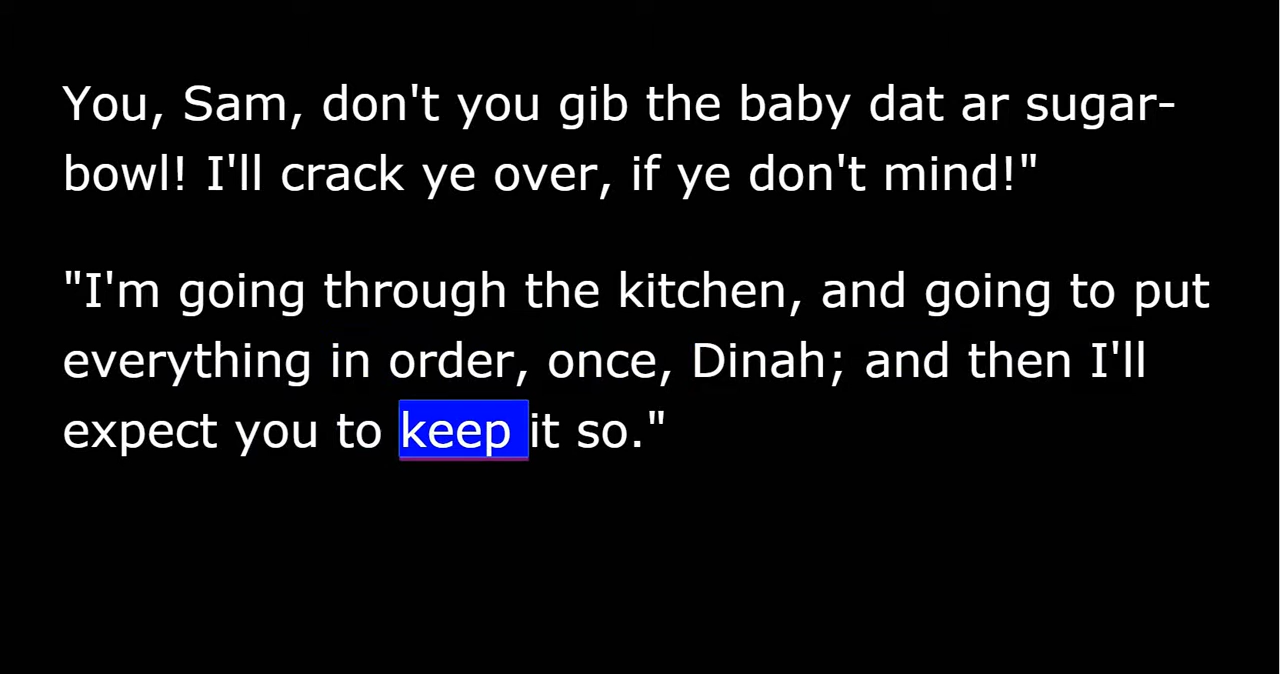 You, Sam, don't you gib the baby dat ar sugar-
bowl! I'll crack ye over, if ye don't mind!"
"I'm going through the kitchen, and going to put
everything in order, once, Dinah; and then I'll
expect you to keep it so."